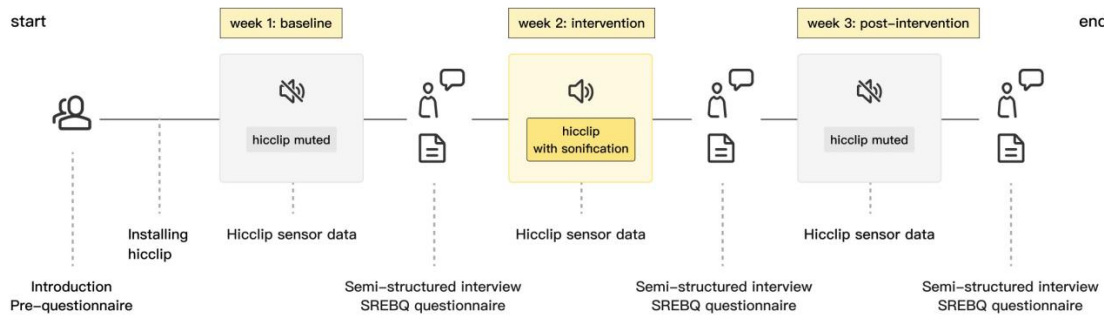 start
week 1: baseline
week 2: intervention
week 3: post-intervention
end
hicclip muted
hicclip
with sonification
hicclip muted
Installing
hicclip
Hicclip sensor data
Hicclip sensor data
Hicclip sensor data
Introduction
Pre-questionnaire
Semi-structured interview
SREBQ questionnaire
Semi-structured interview
SREBQ questionnaire
Semi-structured interview
SREBQ questionnaire